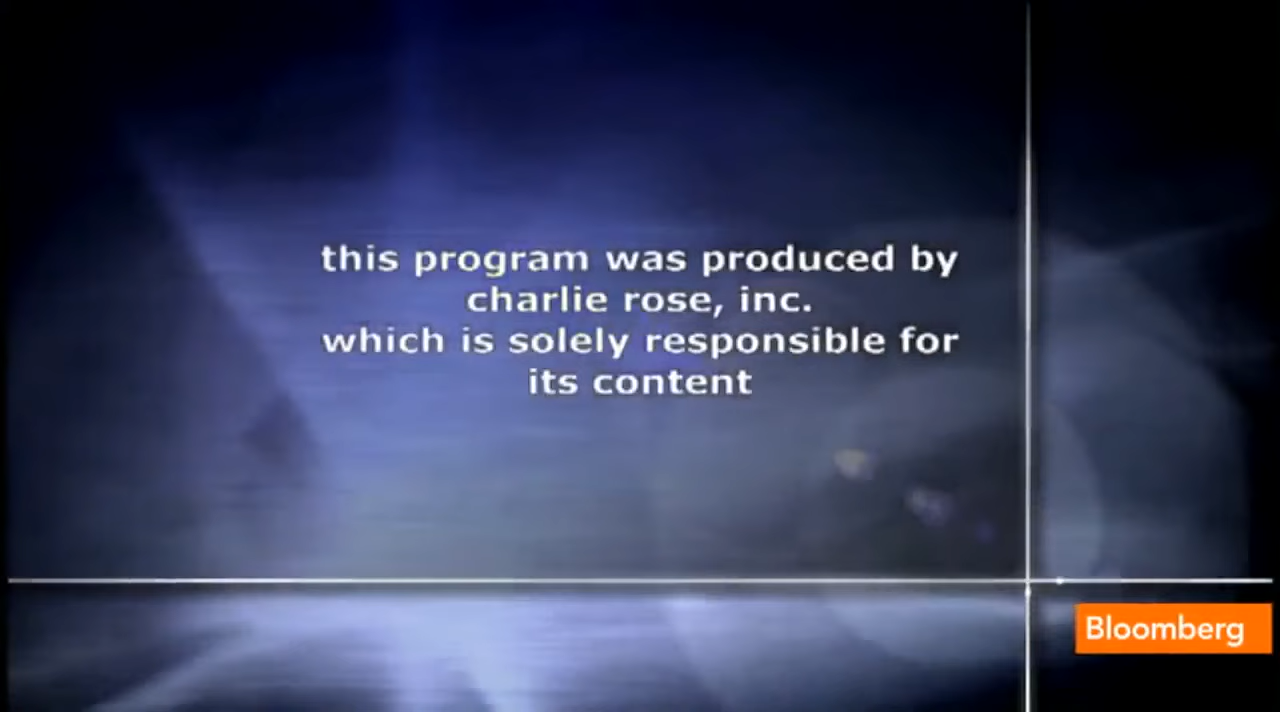 this program was produced by
charlie rose, inc.
which is solely responsible for
its content
Bloomberg